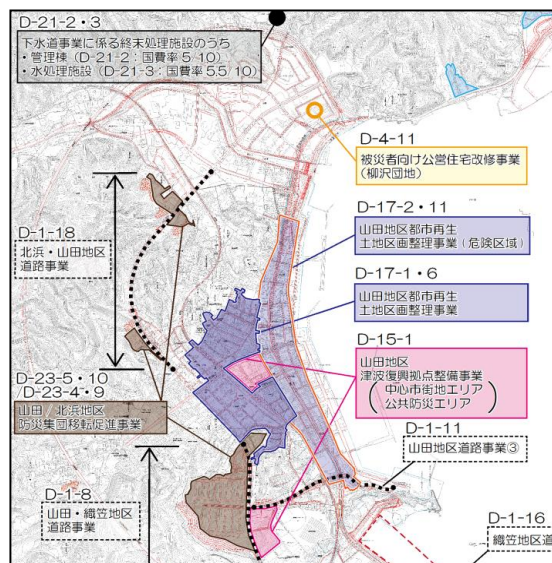 D-21-2・3
下水道事業に係る終末処理施設のうち
・管理棟（D-21-2：国費率5/10）
・水処理施設（D-21-3：国費率5.5/10）
D-4-11
被災者向け公営住宅改修事業
（柳沢団地）
D-17-2・11
山田地区都市再生
土地区画整理事業（危険区域）
D-1-18
北浜・山田地区
道路事業
D-17-1・6
山田地区都市再生
土地区画整理事業
D-15-1
山田地区
津波復興拠点整備事業
（中心市街地エリア
公共防災エリア）
D-23-5・10
/D-23-4・9
山田/北浜地区
防災集団移転促進事業
D-1-11
山田地区道路事業③
D-1-8
山田・織笠地区
道路事業
D-1-16
織笠地区道